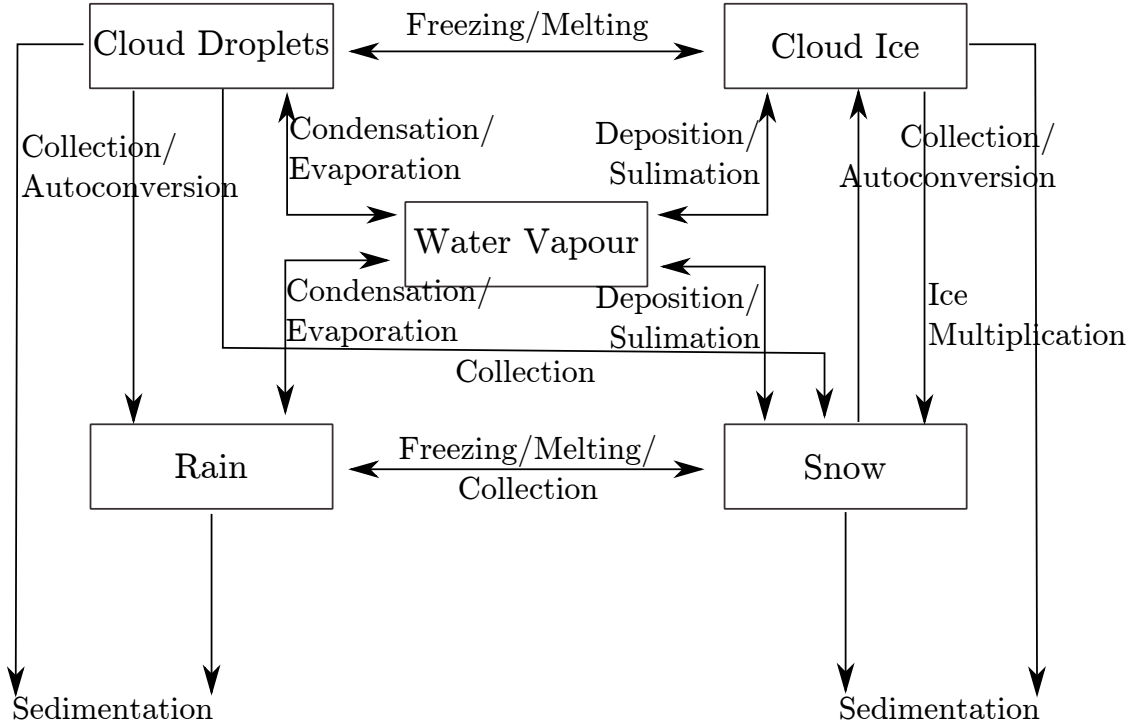 Freezing/Melting
Cloud Droplets
Cloud Ice
Collection/
Autoconversion
Condensation/
Evaporation
Deposition/
Sulimation
Collection/
Autoconversion
Water Vapour
Condensation/
Evaporation
Deposition/
Sulimation
Ice
Multiplication
Collection
Rain
Freezing/Melting/
Collection
Snow
Sedimentation
Sedimentation